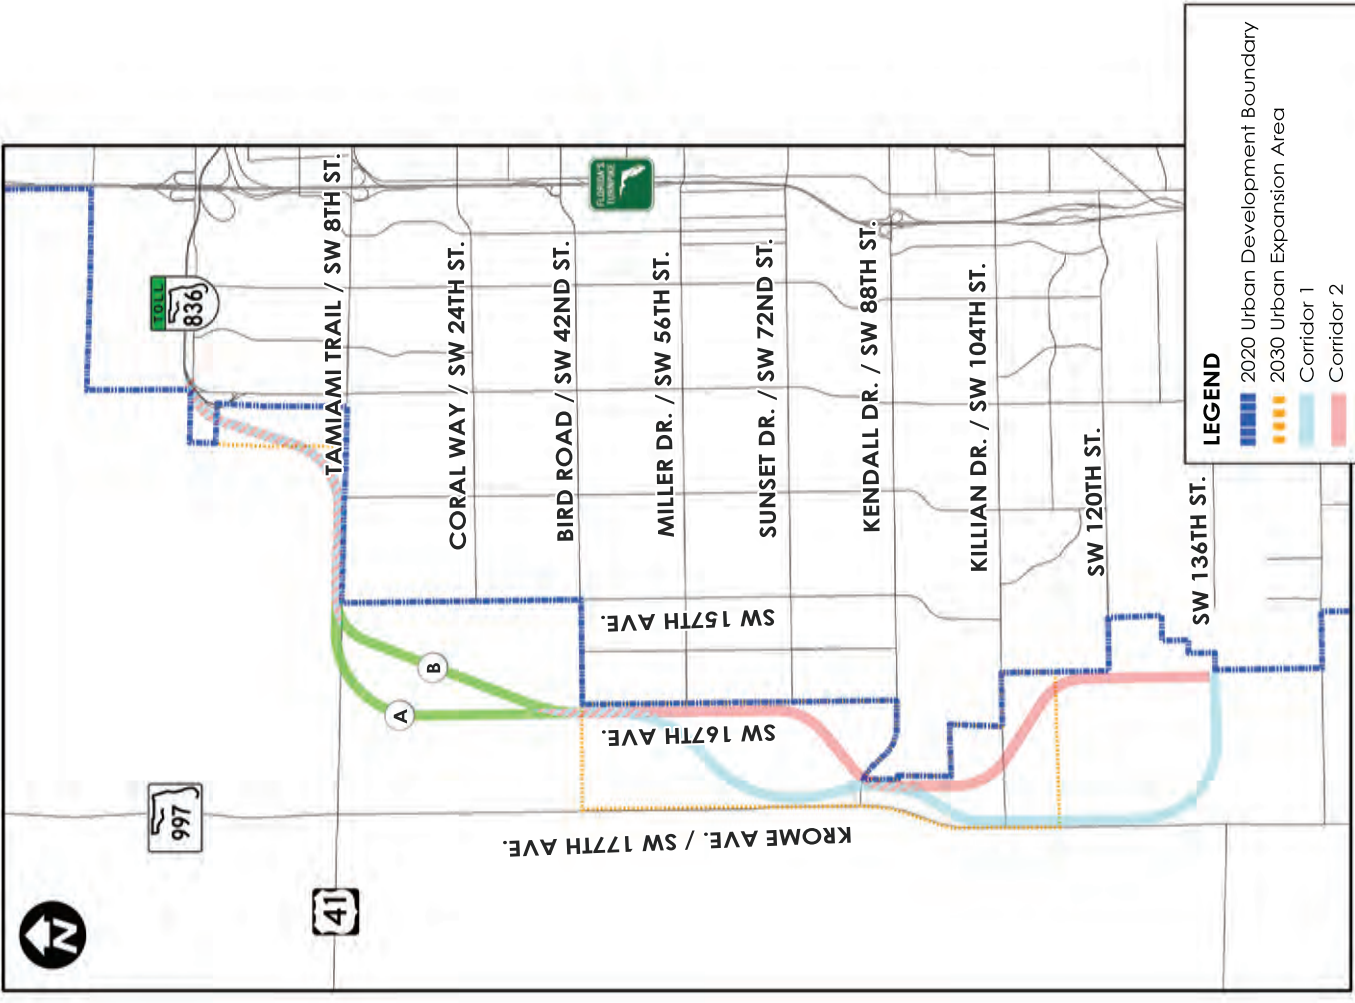 N
TOLL
836
997
41
FLORIDA'S
TURNPIKE
TAMIAMI TRAIL / SW 8TH ST.
CORAL WAY / SW 24TH ST.
BIRD ROAD / SW 42ND ST.
MILLER DR. / SW 56TH ST.
SUNSET DR. / SW 72ND ST.
KENDALL DR. / SW 88TH ST.
KILLIAN DR. / SW 104TH ST.
SW 120TH ST.
SW 136TH ST.
SW 157TH AVE.
SW 167TH AVE.
KROME AVE. / SW 177TH AVE.
A
B
LEGEND
2020 Urban Development Boundary
2030 Urban Expansion Area
Corridor 1
Corridor 2